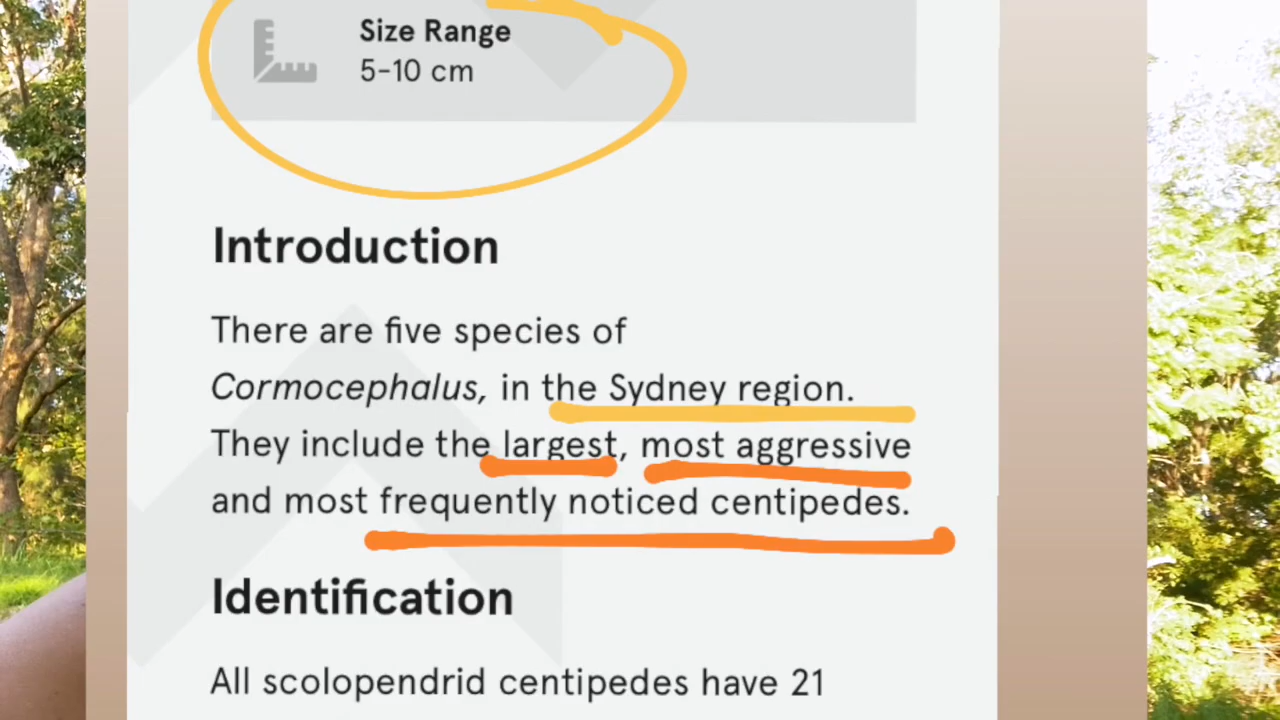 Size Range
5-10 cm
Introduction
There are five species of
Cormocephalus, in the Sydney region.
They include the largest, most aggressive
and most frequently noticed centipedes.
Identification
All scolopendrid centipedes have 21